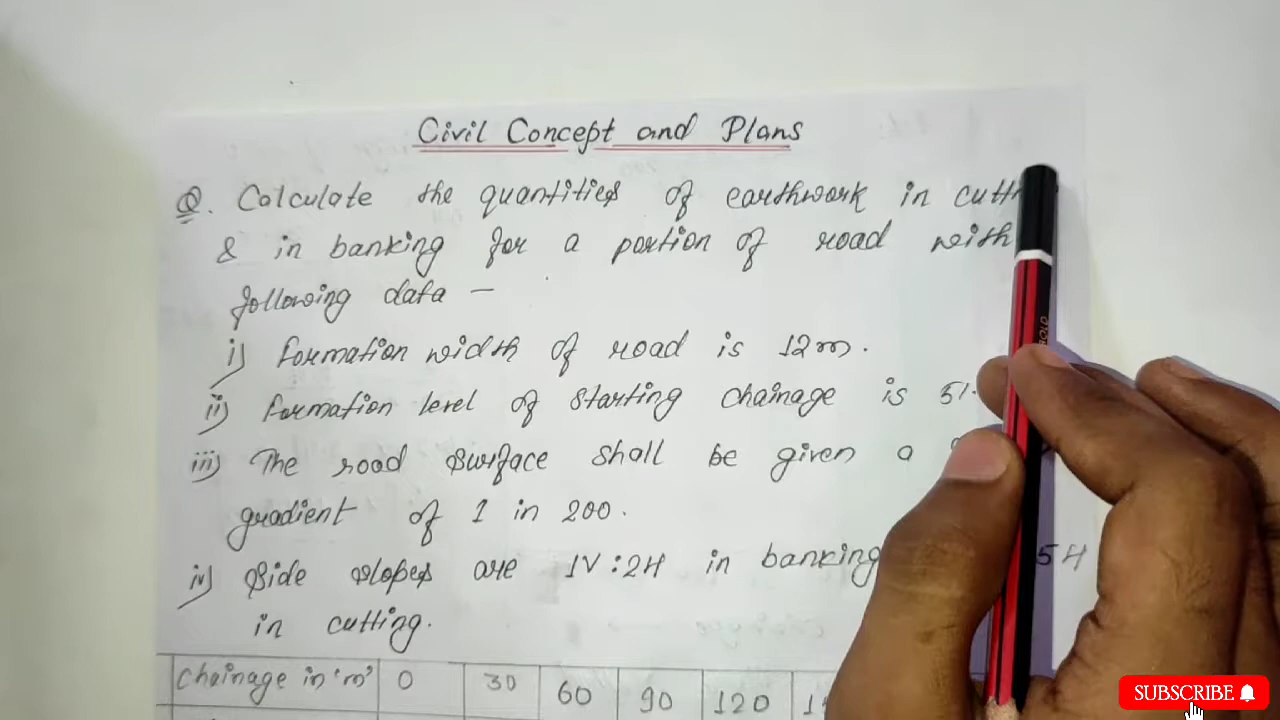 Civil Concept and Plans
Q. Calculate the quantities of earthwork in
& in banking for a portion of road with
following data —
i) Formation width of road is 12m.
ii) Formation level of starting chainage is 51.
iii) The road surface shall be given a
gradient of 1 in 200.
iv) Side slopes are 1V:2H in banking 5H
in cutting.
Chainage in 'm' 0 30 60 90 120
BOLD
SUBSCRIBE